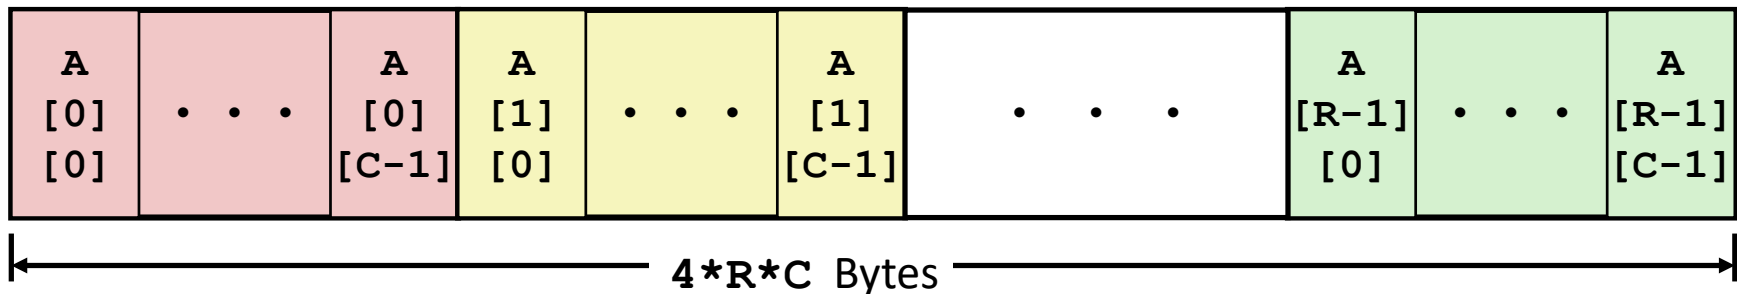 A A A A A A
[0] • • • [0] [1] • • • [1] • • • [R-1] • • • [R-1]
[0] [C-1] [0] [C-1] [0] [C-1]
4*R*C Bytes